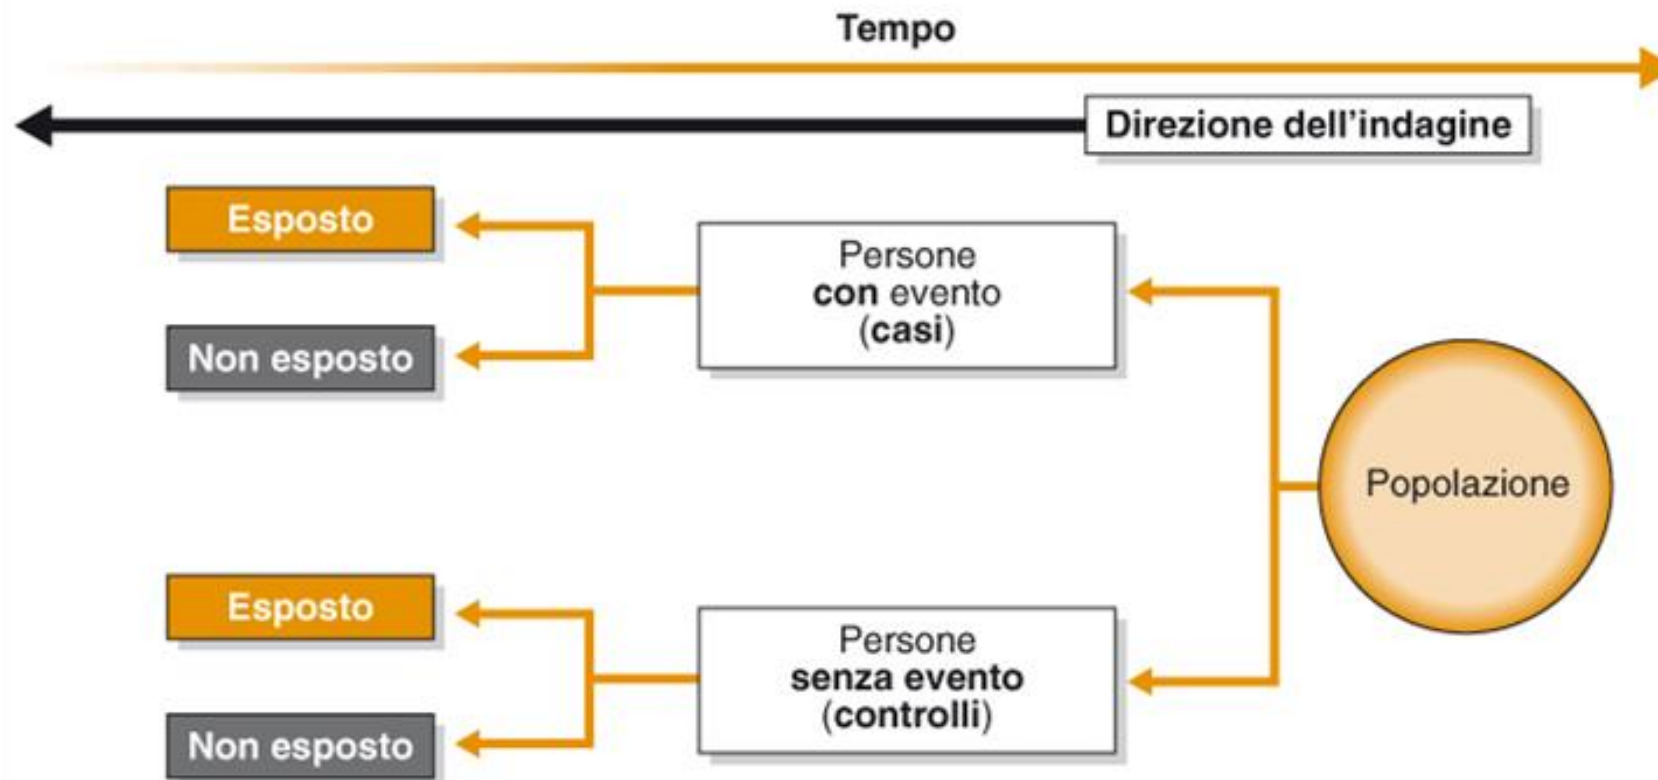 Tempo
Direzione dell'indagine
Esposto
Non esposto
Persone
con evento
(casi)
Popolazione
Esposto
Non esposto
Persone
senza evento
(controlli)